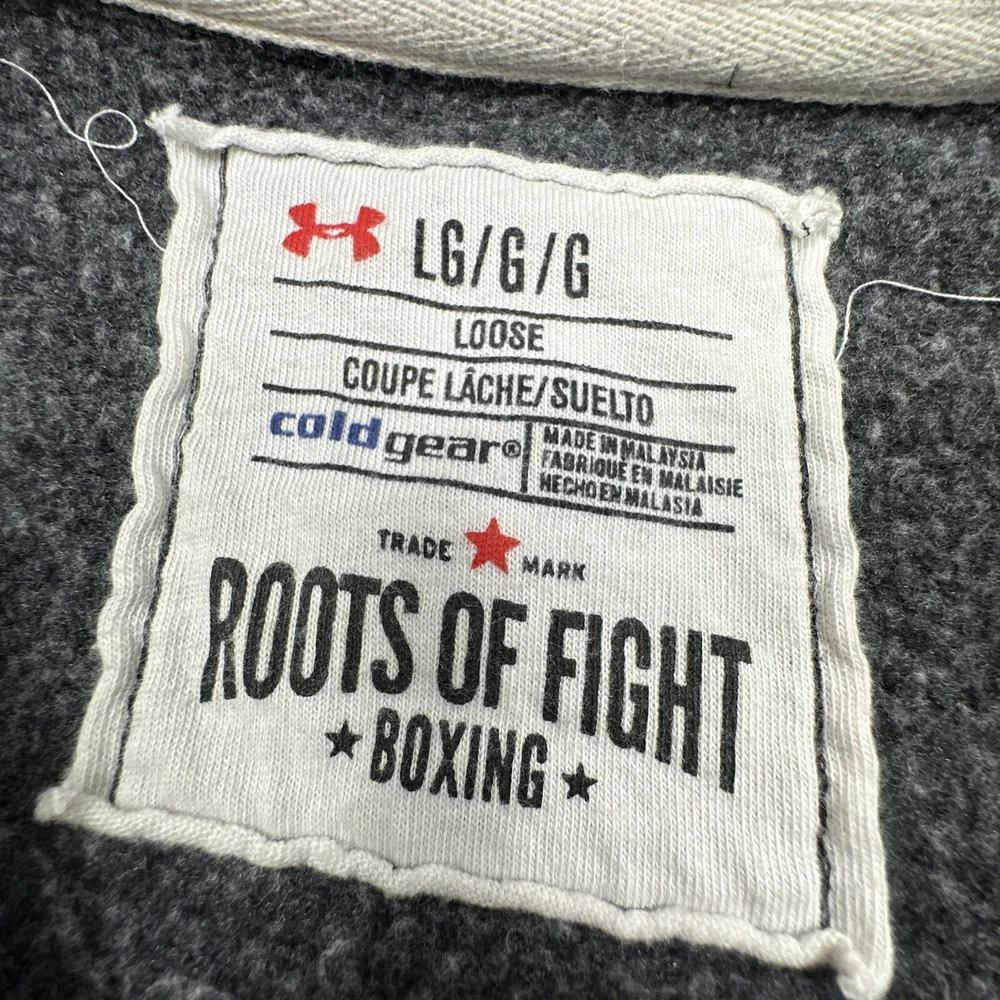 LG/G/G
LOOSE
COUPE LÂCHE/SUELTO
coldgear®
MADE IN MALAYSIA
FABRIQUÉ EN MALAISIE
HECHO EN MALASIA
TRADE MARK
ROOTS OF FIGHT
BOXING